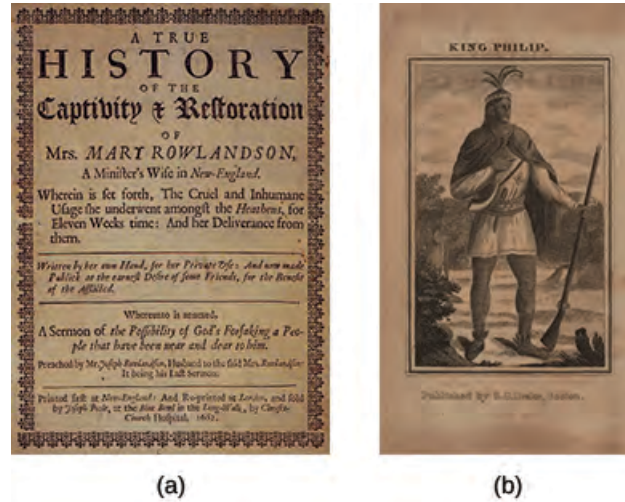 A TRUE
HISTORY
OF THE
Captivity & Restoration
OF
Mrs. MARY ROWLANDSON,
A Minister's Wife in New-England.
Wherein is set forth, The Cruel and Inhumane
Usage she underwent amongst the Heathens, for
Eleven Weeks time: And her Deliverance from
them.
Written by her own Hand, for her Private Use: And now made
Publick at the earnest Desire of some Friends, for the Benefit
of the Afflicted.
Whereunto is annexed,
A Sermon of the Possibility of God's Forsaking a Peo-
ple that have been near and dear to him.
Preached by Mr. Joseph Rowlandson, Husband to the said Mrs. Rowlandson:
It being his Last Sermon.
Printed first at New-England: And Re-printed at London, and sold
by Joseph Poole, at the Blue Bowl in the Long-Walk, by Christs-
Church Hospital. 1682.
(a)
KING PHILIP.
Published by Boston.
(b)